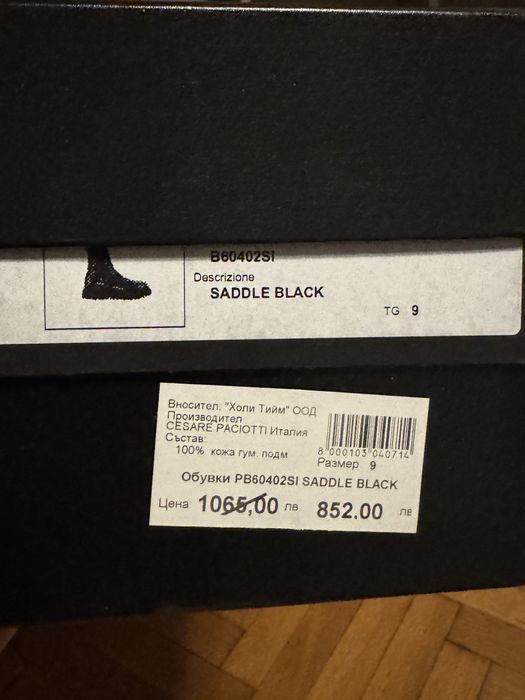 B60402SI
Descrizione
SADDLE BLACK
TG 9
Вносител: "Холи Тийм" ООД
Производител
CESARE PACIOTTI Италия
Състав:
100% кожа гум. подм
8 000103 040714
Размер 9
Обувки PB60402SI SADDLE BLACK
Цена 1065,00 лв 852.00 лв